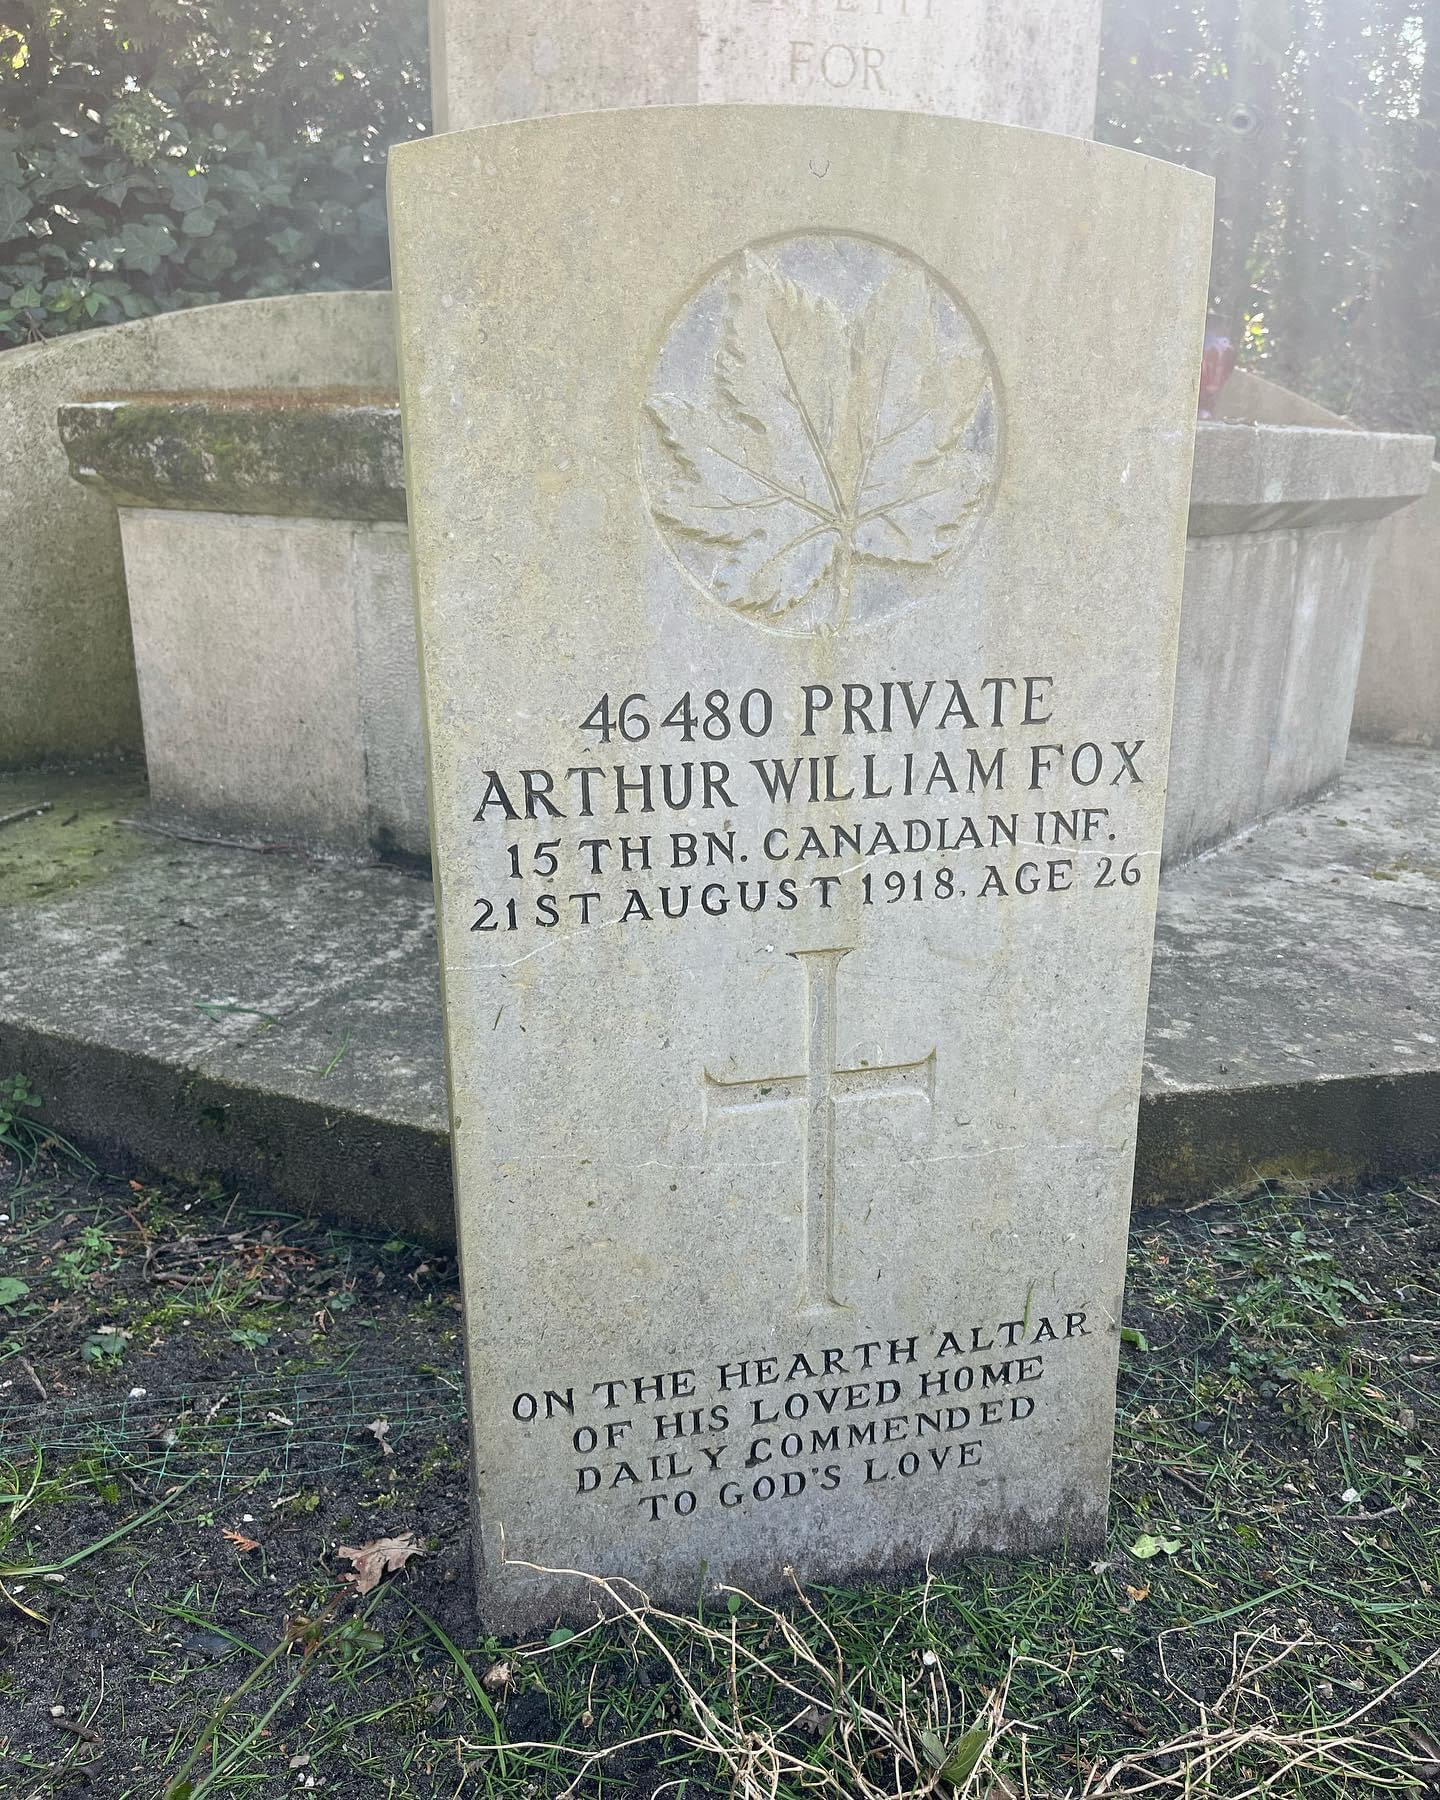 FOR
46480 PRIVATE
ARTHUR WILLIAM FOX
15TH BN. CANADIAN INF.
21ST AUGUST 1918. AGE 26
ON THE HEARTH ALTAR
OF HIS LOVED HOME
DAILY COMMENDED
TO GOD'S LOVE